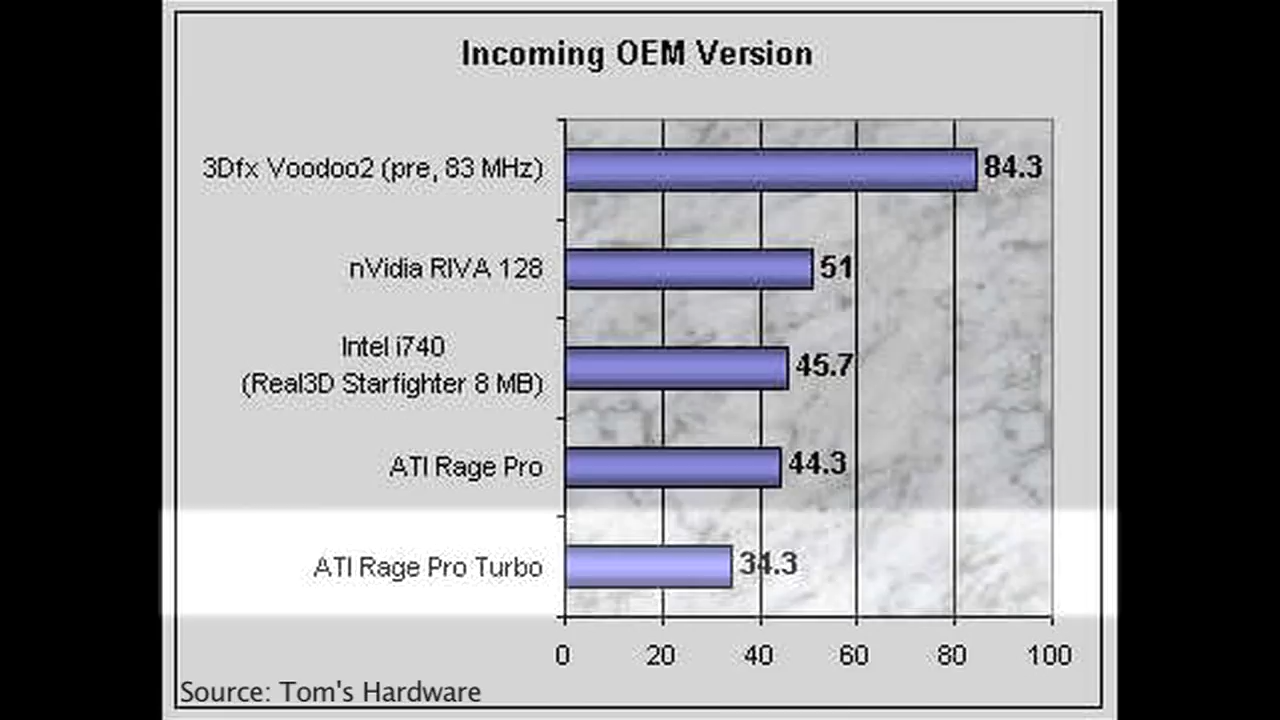 Incoming OEM Version
3Dfx Voodoo2 (pre, 83 MHz)
84.3
nVidia RIVA 128
51
Intel i740
(Real3D Starfighter 8 MB)
45.7
ATI Rage Pro
44.3
ATI Rage Pro Turbo
34.3
0 20 40 60 80 100
Source: Tom's Hardware